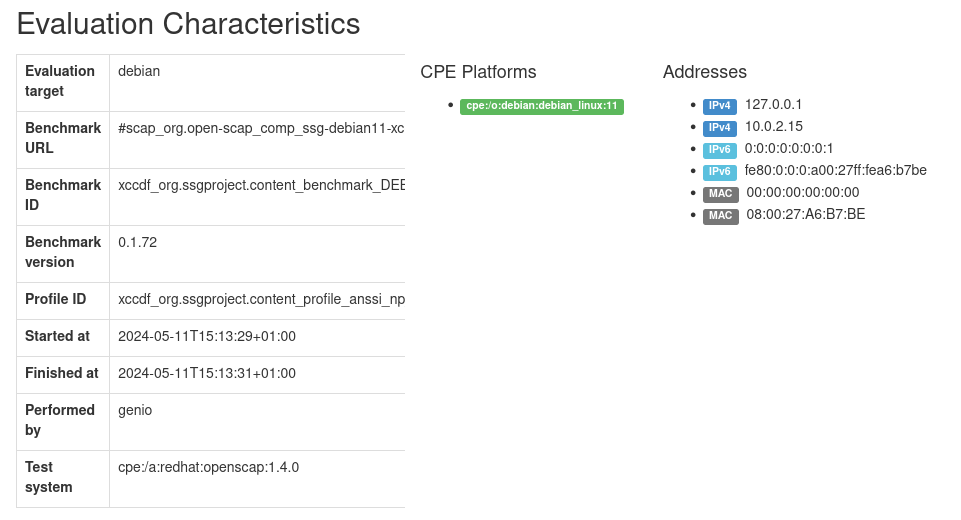 Evaluation Characteristics
Evaluation target
debian
Benchmark URL
#scap_org.open-scap_comp_ssg-debian11-xc
Benchmark ID
xccdf_org.ssgproject.content_benchmark_DEB
Benchmark version
0.1.72
Profile ID
xccdf_org.ssgproject.content_profile_anssi_np
Started at
2024-05-11T15:13:29+01:00
Finished at
2024-05-11T15:13:31+01:00
Performed by
genio
Test system
cpe:/a:redhat:openscap:1.4.0
CPE Platforms
cpe:/o:debian:debian_linux:11
Addresses
IPv4 127.0.0.1
IPv4 10.0.2.15
IPv6 0:0:0:0:0:0:0:1
IPv6 fe80:0:0:0:a00:27ff:fea6:b7be
MAC 00:00:00:00:00:00
MAC 08:00:27:A6:B7:BE